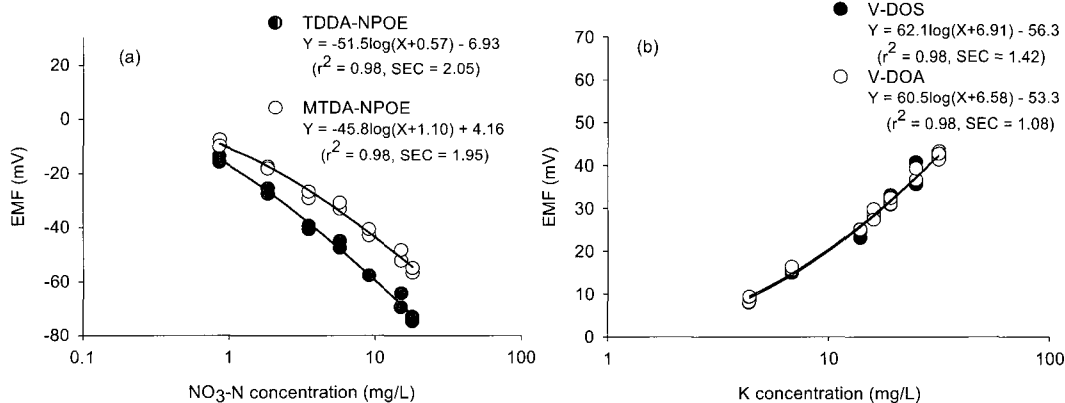 (a)
TDDA-NPOE
Y = -51.5log(X+0.57) - 6.93
(r² = 0.98, SEC = 2.05)
MTDA-NPOE
Y = -45.8log(X+1.10) + 4.16
(r² = 0.98, SEC = 1.95)
EMF (mV)
-20
0
-20
-40
-60
-80
0.1
1
10
100
NO₃-N concentration (mg/L)
(b)
V-DOS
Y = 62.1log(X+6.91) - 56.3
(r² = 0.98, SEC = 1.42)
V-DOA
Y = 60.5log(X+6.58) - 53.3
(r² = 0.98, SEC = 1.08)
EMF (mV)
70
60
50
40
30
20
10
0
1
10
100
K concentration (mg/L)